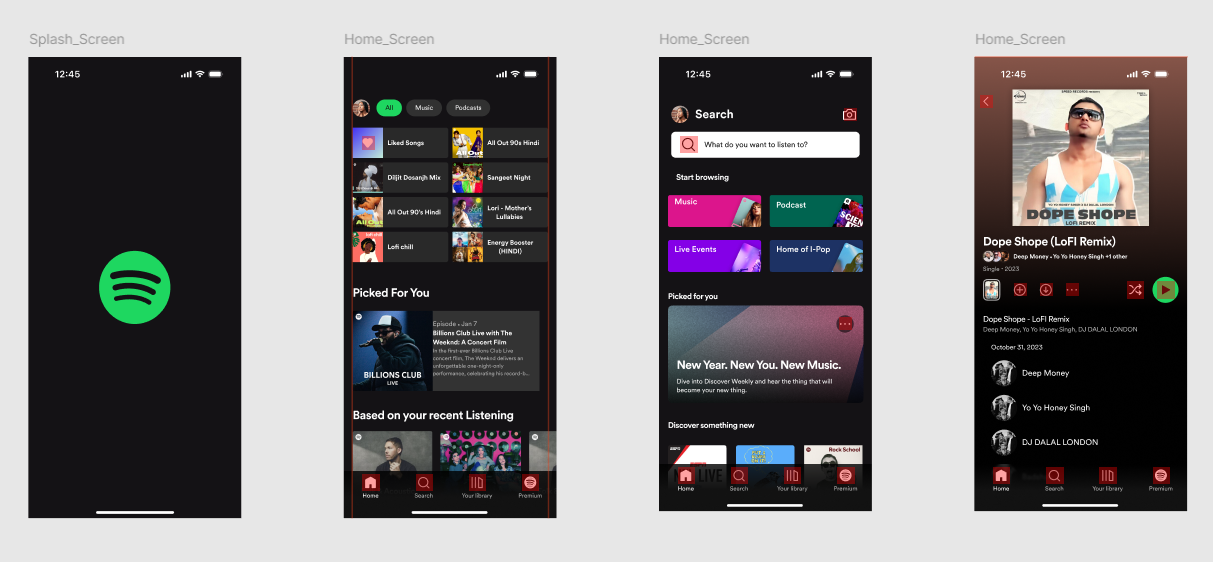 Splash_Screen
12:45
Home_Screen
All
Music
Podcasts
Liked Songs
All Out 90s Hindi
Diljit Dosanjh Mix
Sangeet Night
All Out 90's Hindi
Lori - Mother's
Lullabies
Lofi chill
Energy Booster
(HINDI)
Picked For You
BILLIONS CLUB
LIVE
Episode • Jan 7
Billions Club Live with The
Weeknd: A Concert Film
In the first-ever Billions Club Live
concert film, The Weeknd delivers an
unforgettable one-night-only
performance, celebrating his record-b...
Based on your recent Listening
Home
Search
Your library
Premium
Home_Screen
12:45
Search
What do you want to listen to?
Start browsing
Music
Podcast
Live Events
Home of I-Pop
Picked for you
New Year. New You. New Music.
Dive into Discover Weekly and hear the thing that will
become your new thing.
Discover something new
Rock School
LIVE
Home
Search
Your library
Premium
Home_Screen
12:45
YO YO HONEY SINGH & DJ DALAL LONDON
DOPE SHOPE
LOFI REMIX
Dope Shope (LoFI Remix)
Deep Money • Yo Yo Honey Singh +1 other
Single - 2023
Dope Shope - LoFI Remix
Deep Money, Yo Yo Honey Singh, DJ DALAL LONDON
October 31, 2023
Deep Money
Yo Yo Honey Singh
DJ DALAL LONDON
Home
Search
Your library
Premium